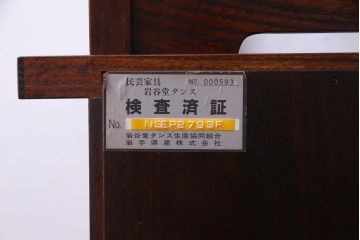 民芸家具 № 000593
岩谷堂タンス
検査済証
No. NSEP2793F
岩谷堂タンス生産協同組合
岩手県産株式会社